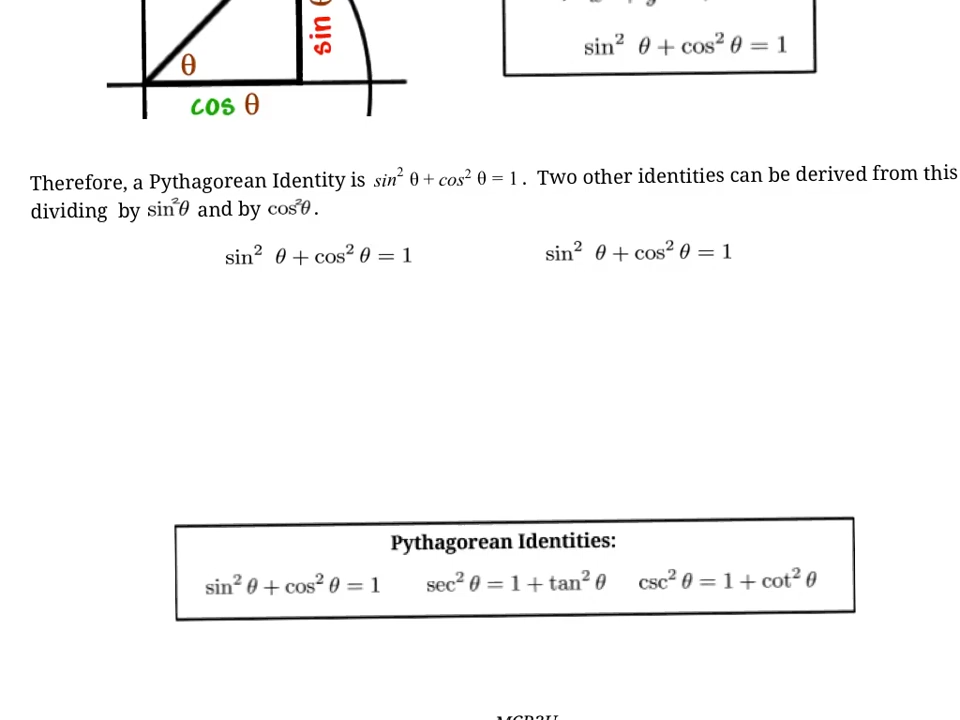 sin θ
θ
cos θ
sin² θ + cos² θ = 1
Therefore, a Pythagorean Identity is sin² θ + cos² θ = 1. Two other identities can be derived from this
dividing by sin²θ and by cos²θ.
sin² θ + cos² θ = 1 sin² θ + cos² θ = 1
Pythagorean Identities:
sin² θ + cos² θ = 1 sec² θ = 1 + tan² θ csc² θ = 1 + cot² θ